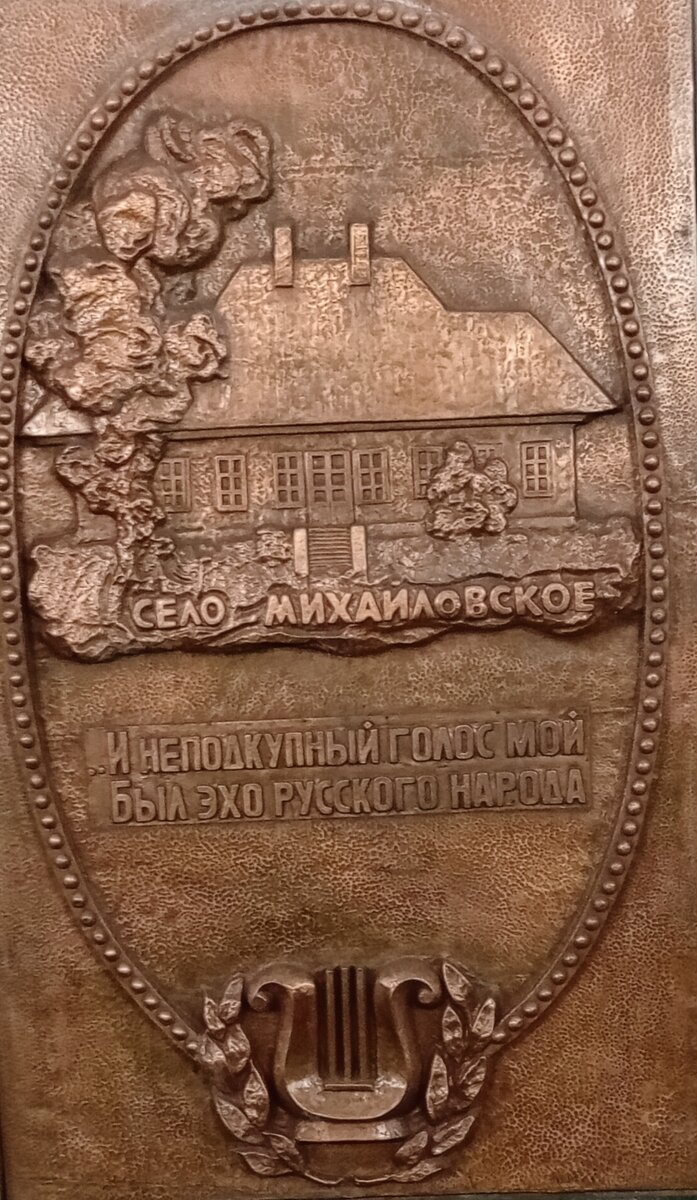 СЕЛО МИХАЙЛОВСКОЕ
„И НЕПОДКУПНЫЙ ГОЛОС МОЙ
БЫЛ ЭХО РУССКОГО НАРОДА